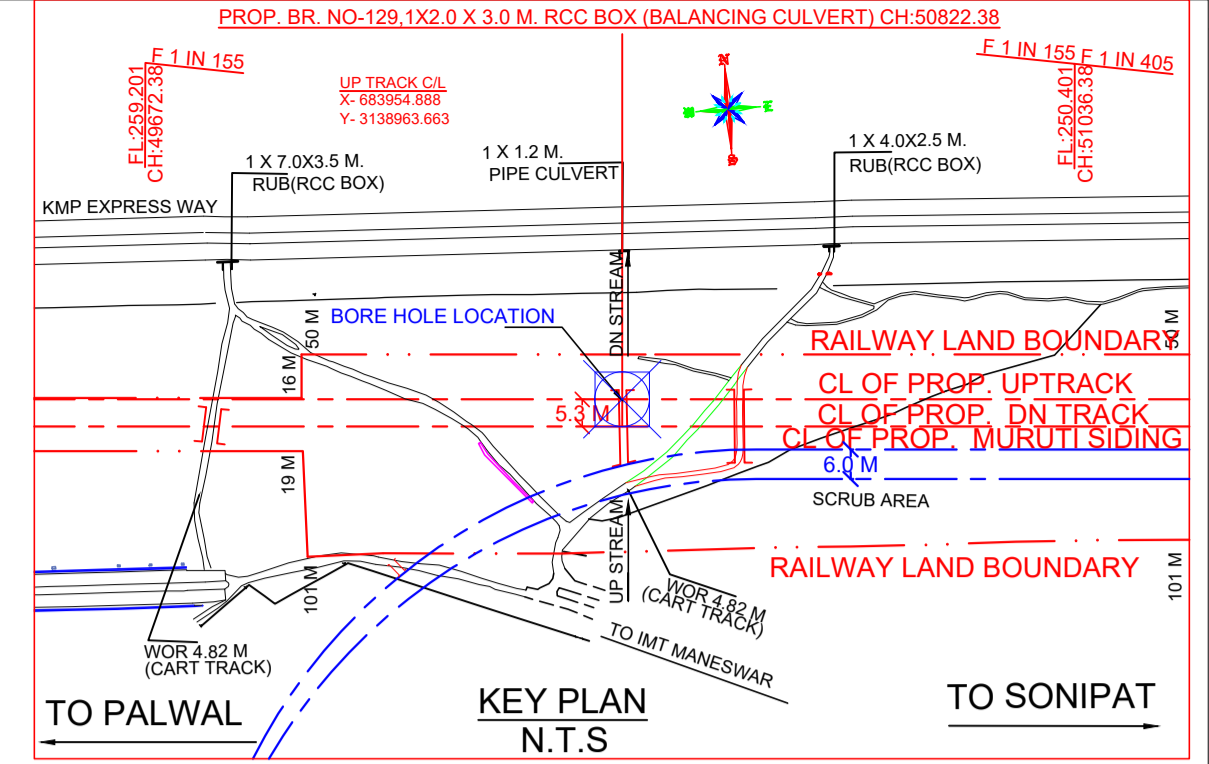 PROP. BR. NO-129,1X2.0 X 3.0 M. RCC BOX (BALANCING CULVERT) CH:50822.38
F 1 IN 155
FL:259.201
CH:49672.38
UP TRACK C/L
X- 683954.888
Y- 3138963.663
N
E
S
F 1 IN 155
F 1 IN 405
FL:250.401
CH:51036.38
1 X 7.0X3.5 M.
RUB(RCC BOX)
1 X 1.2 M.
PIPE CULVERT
1 X 4.0X2.5 M.
RUB(RCC BOX)
KMP EXPRESS WAY
DN STREAM
BORE HOLE LOCATION
50 M
16 M
50 M
RAILWAY LAND BOUNDARY
CL OF PROP. UPTRACK
5.3 M
CL OF PROP. DN TRACK
CL OF PROP. MURUTI SIDING
6.0 M
19 M
SCRUB AREA
UP STREAM
101 M
RAILWAY LAND BOUNDARY
101 M
WOR 4.82 M
(CART TRACK)
TO IMT MANESWAR
WOR 4.82 M
(CART TRACK)
TO PALWAL
KEY PLAN
N.T.S
TO SONIPAT